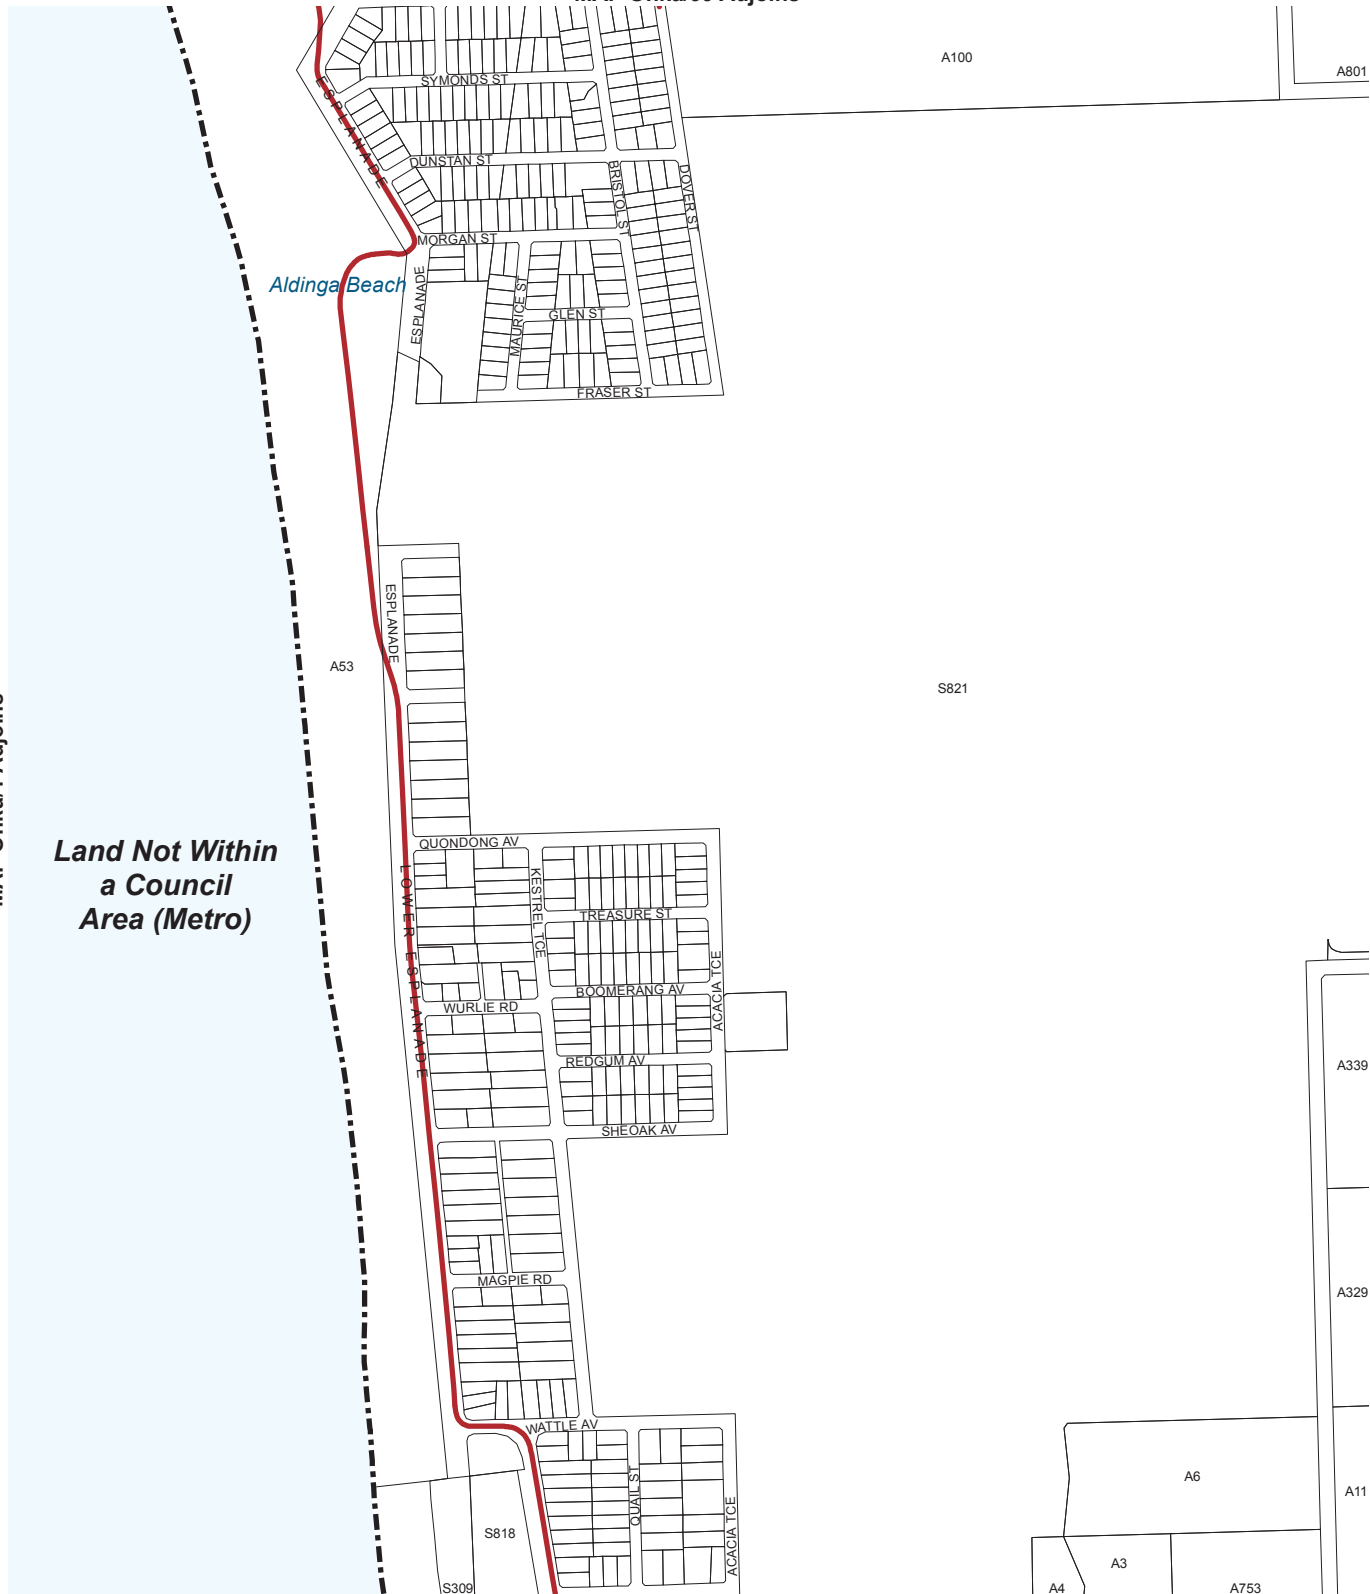 A100
A801
SYMONDS ST
ESPLANADE
DUNSTAN ST
BRISTOL ST
DOVER ST
MORGAN ST
Aldinga Beach
ESPLANADE
MAURICE ST
GLEN ST
FRASER ST
ESPLANADE
A53
S821
Land Not Within
a Council
Area (Metro)
QUONDONG AV
LOWER ESPLANADE
KESTREL TCE
TREASURE ST
ACACIA TCE
BOOMERANG AV
WURLIE RD
REDGUM AV
A339
SHEOAK AV
MAGPIE RD
A329
WATTLE AV
QUAIL ST
ACACIA TCE
A6
A11
S818
A3
S309
A4
A753